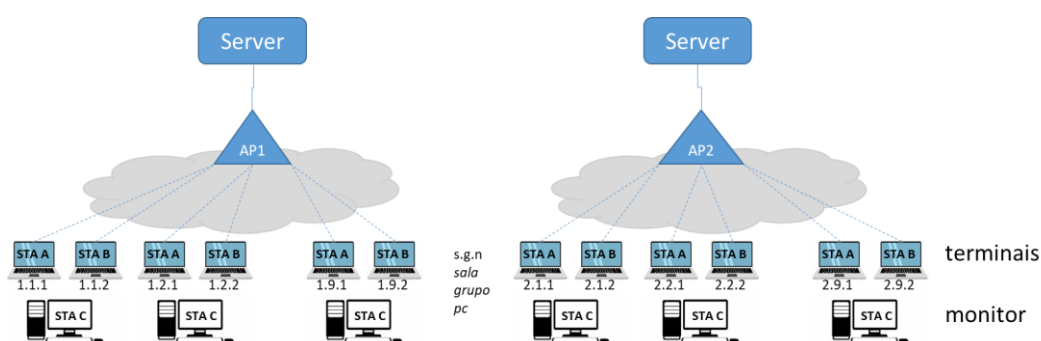 Server
Server
AP1
AP2
STA A STA B STA A STA B STA A STA B
s.g.n
STA A STA B STA A STA B STA A STA B
terminais
1.1.1 1.1.2 1.2.1 1.2.2 1.9.1 1.9.2
sala
2.1.1 2.1.2 2.2.1 2.2.2 2.9.1 2.9.2
grupo
pc
STA C STA C STA C
STA C STA C STA C
monitor